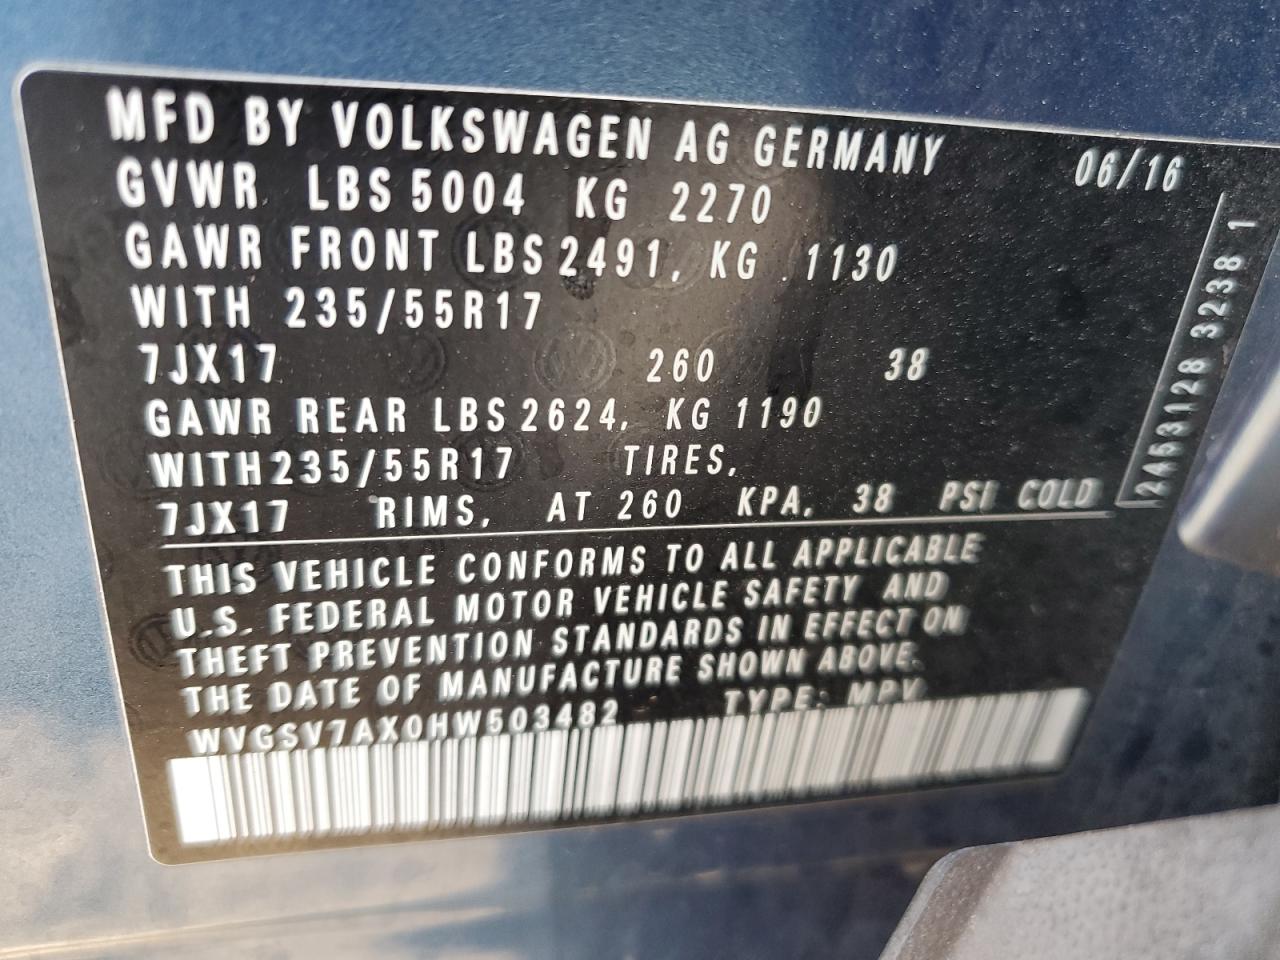 MFD BY VOLKSWAGEN AG GERMANY 06/16
GVWR LBS 5004 KG 2270
GAWR FRONT LBS 2491, KG 1130
WITH 235/55R17
7JX17 260 38
GAWR REAR LBS 2624, KG 1190
WITH 235/55R17 TIRES,
7JX17 RIMS, AT 260 KPA, 38 PSI COLD
THIS VEHICLE CONFORMS TO ALL APPLICABLE
U.S. FEDERAL MOTOR VEHICLE SAFETY AND
THEFT PREVENTION STANDARDS IN EFFECT ON
THE DATE OF MANUFACTURE SHOWN ABOVE.
WVGSV7AX0HW503482 TYPE: MPV
2453128 3238 1